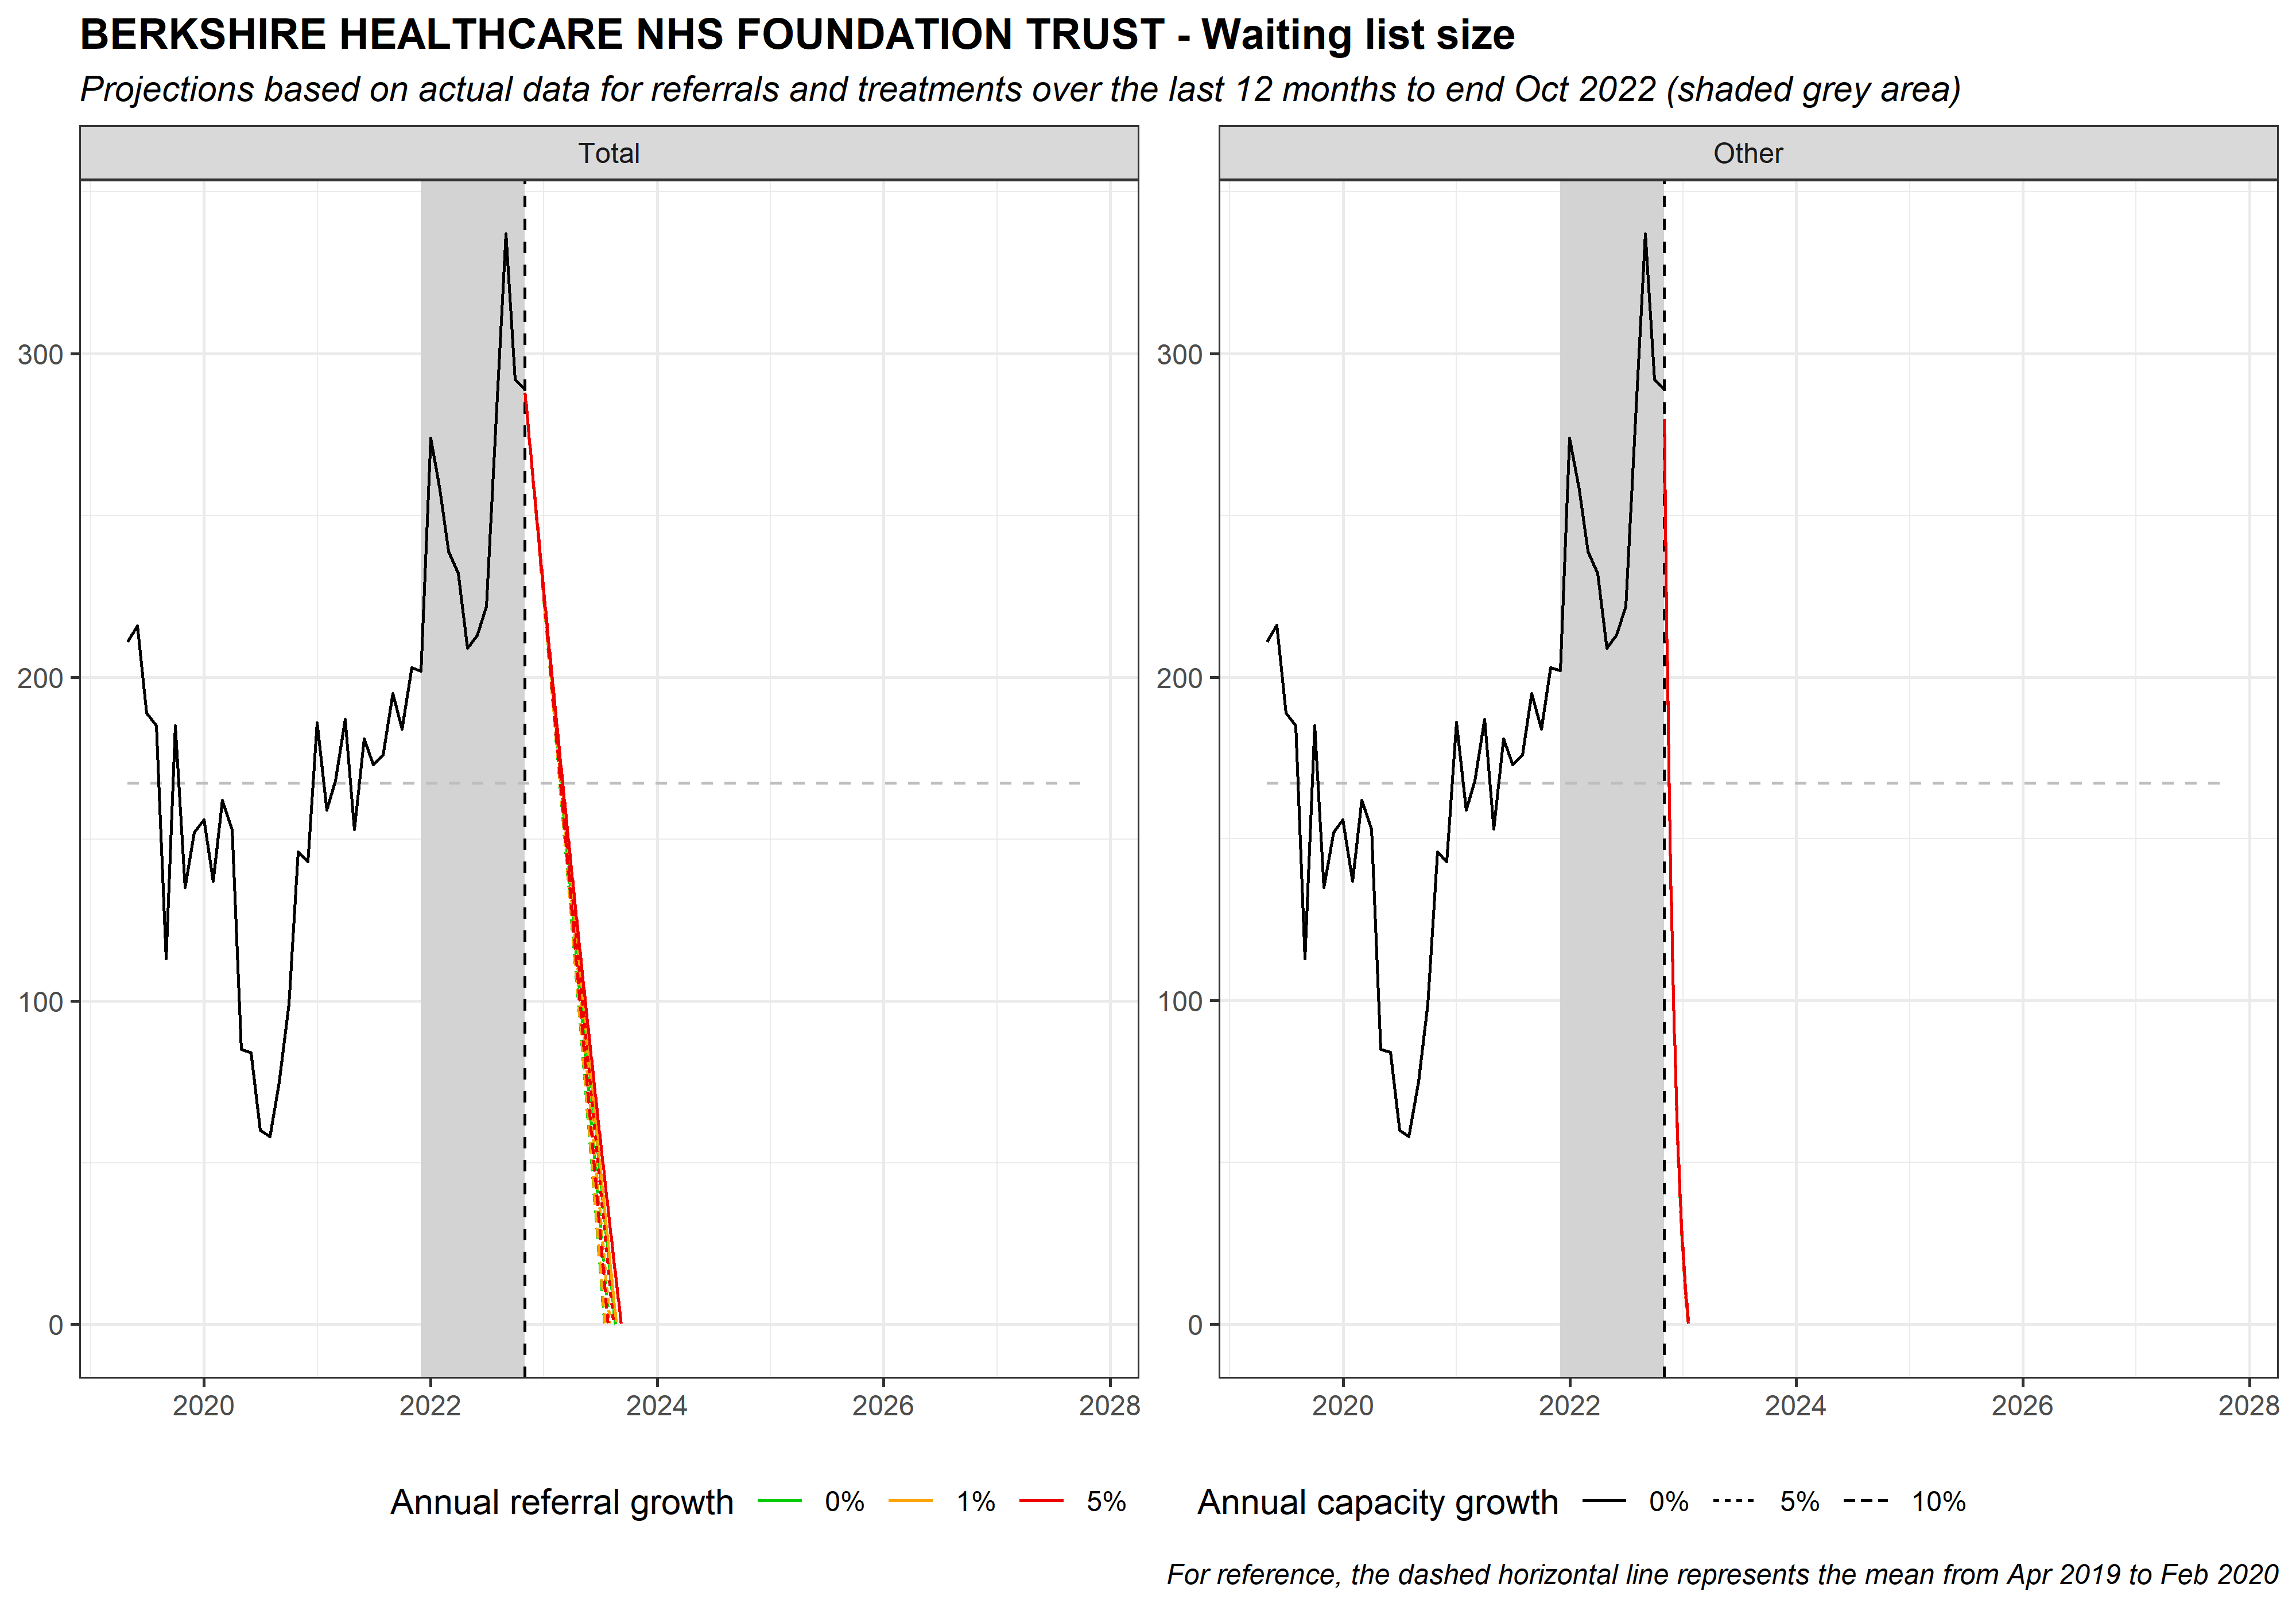 BERKSHIRE HEALTHCARE NHS FOUNDATION TRUST - Waiting list size
Projections based on actual data for referrals and treatments over the last 12 months to end Oct 2022 (shaded grey area)
Total
Other
300
200
100
0
300
200
100
0
2020 2022 2024 2026 2028
2020 2022 2024 2026 2028
Annual referral growth 0% 1% 5%
Annual capacity growth 0% 5% 10%
For reference, the dashed horizontal line represents the mean from Apr 2019 to Feb 2020